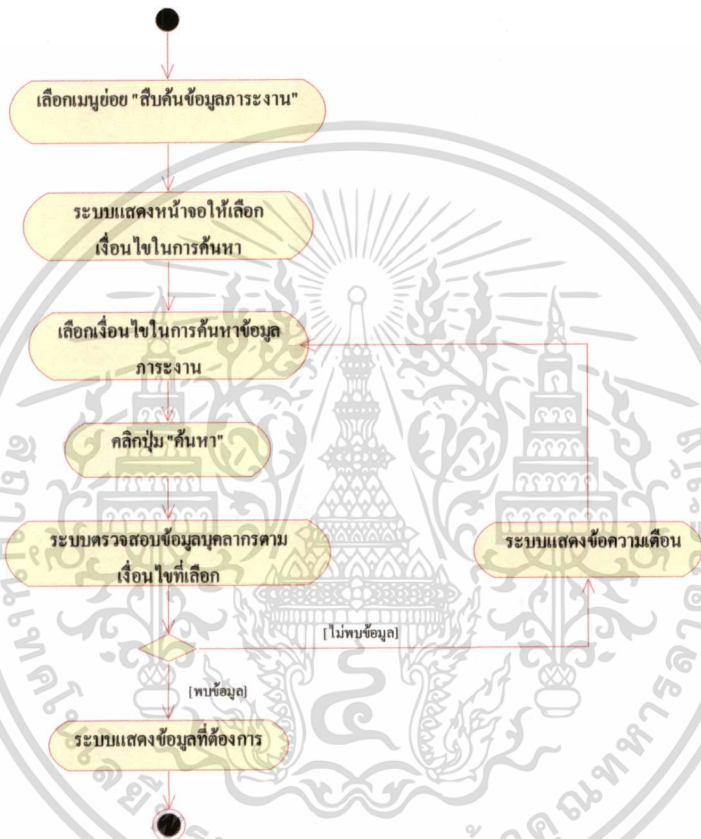 เลือกเมนูย่อย "สืบค้นข้อมูลภาระงาน"
ระบบแสดงหน้าจอให้เลือก
เงื่อนไขในการค้นหา
เลือกเงื่อนไขในการค้นหาข้อมูล
ภาระงาน
คลิกปุ่ม "ค้นหา"
ระบบตรวจสอบข้อมูลบุคลากรตาม
เงื่อนไขที่เลือก
ระบบแสดงข้อความเตือน
[ไม่พบข้อมูล]
[พบข้อมูล]
ระบบแสดงข้อมูลที่ต้องการ